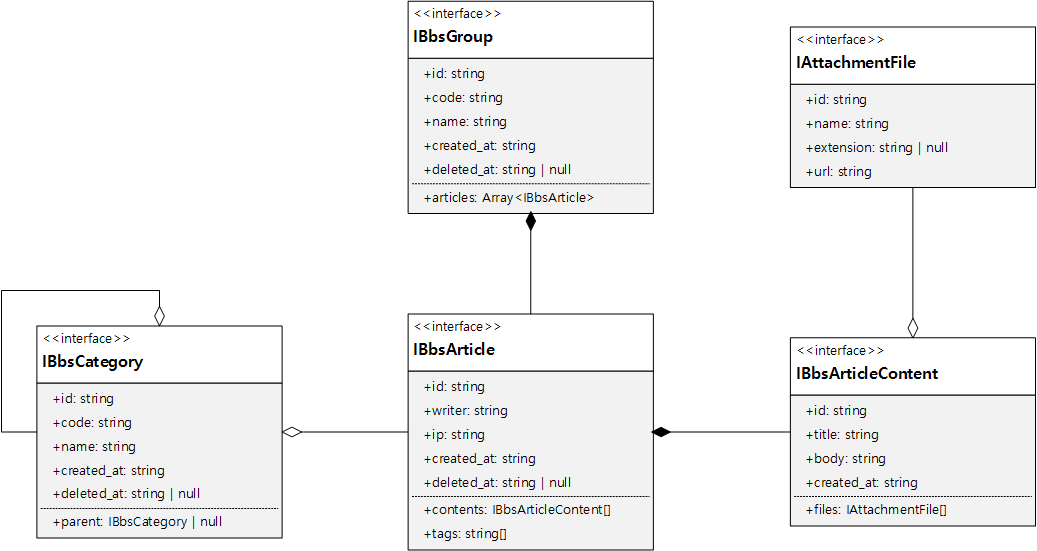 <<interface>>
IBbsGroup
+id: string
+code: string
+name: string
+created_at: string
+deleted_at: string | null
+articles: Array<IBbsArticle>
<<interface>>
IAttachmentFile
+id: string
+name: string
+extension: string | null
+url: string
<<interface>>
IBbsCategory
+id: string
+code: string
+name: string
+created_at: string
+deleted_at: string | null
+parent: IBbsCategory | null
<<interface>>
IBbsArticle
+id: string
+writer: string
+ip: string
+created_at: string
+deleted_at: string | null
+contents: IBbsArticleContent[]
+tags: string[]
<<interface>>
IBbsArticleContent
+id: string
+title: string
+body: string
+created_at: string
+files: IAttachmentFile[]